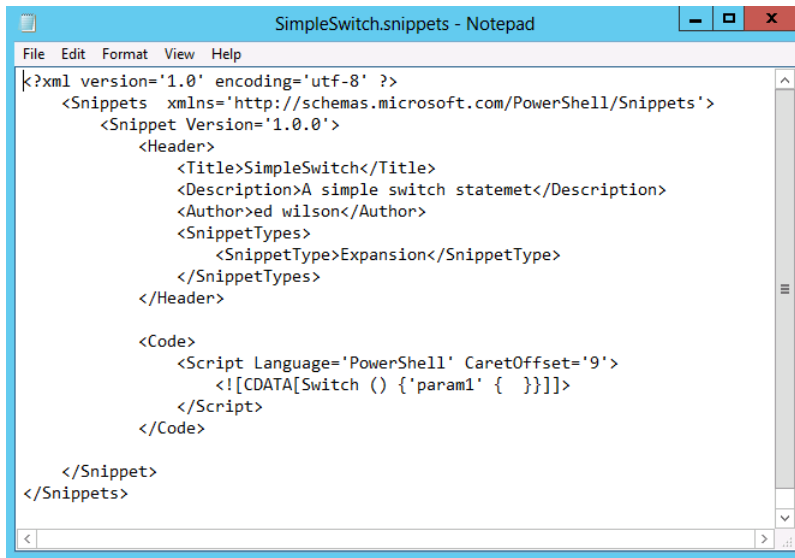 SimpleSwitch.snippets - Notepad
File Edit Format View Help
<?xml version='1.0' encoding='utf-8' ?>
    <Snippets  xmlns='http://schemas.microsoft.com/PowerShell/Snippets'>
        <Snippet Version='1.0.0'>
            <Header>
                <Title>SimpleSwitch</Title>
                <Description>A simple switch statemet</Description>
                <Author>ed wilson</Author>
                <SnippetTypes>
                    <SnippetType>Expansion</SnippetType>
                </SnippetTypes>
            </Header>

            <Code>
                <Script Language='PowerShell' CaretOffset='9'>
                    <![CDATA[Switch () {'param1' {  }}]]>
                </Script>
            </Code>

    </Snippet>
</Snippets>